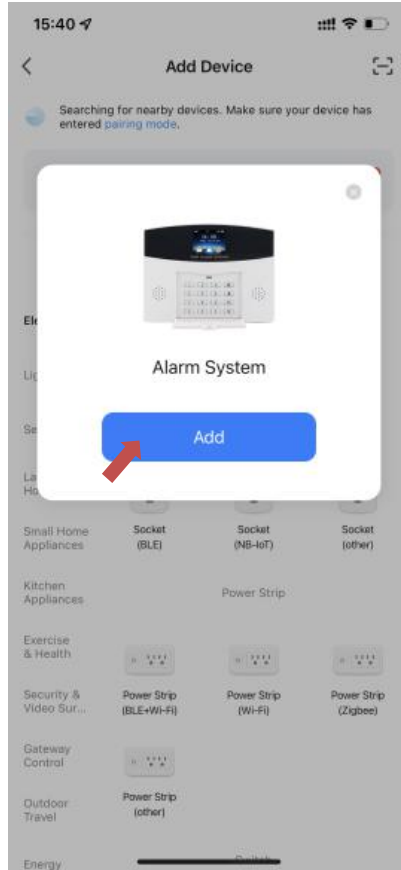 15:40
Add Device
Searching for nearby devices. Make sure your device has
entered pairing mode.
Alarm System
Add
Small Home
Appliances
Socket
(BLE)
Socket
(NB-IoT)
Socket
(other)
Kitchen
Appliances
Power Strip
Exercise
& Health
Security &
Video Sur...
Power Strip
(BLE+Wi-Fi)
Power Strip
(Wi-Fi)
Power Strip
(Zigbee)
Gateway
Control
Outdoor
Travel
Power Strip
(other)
Energy